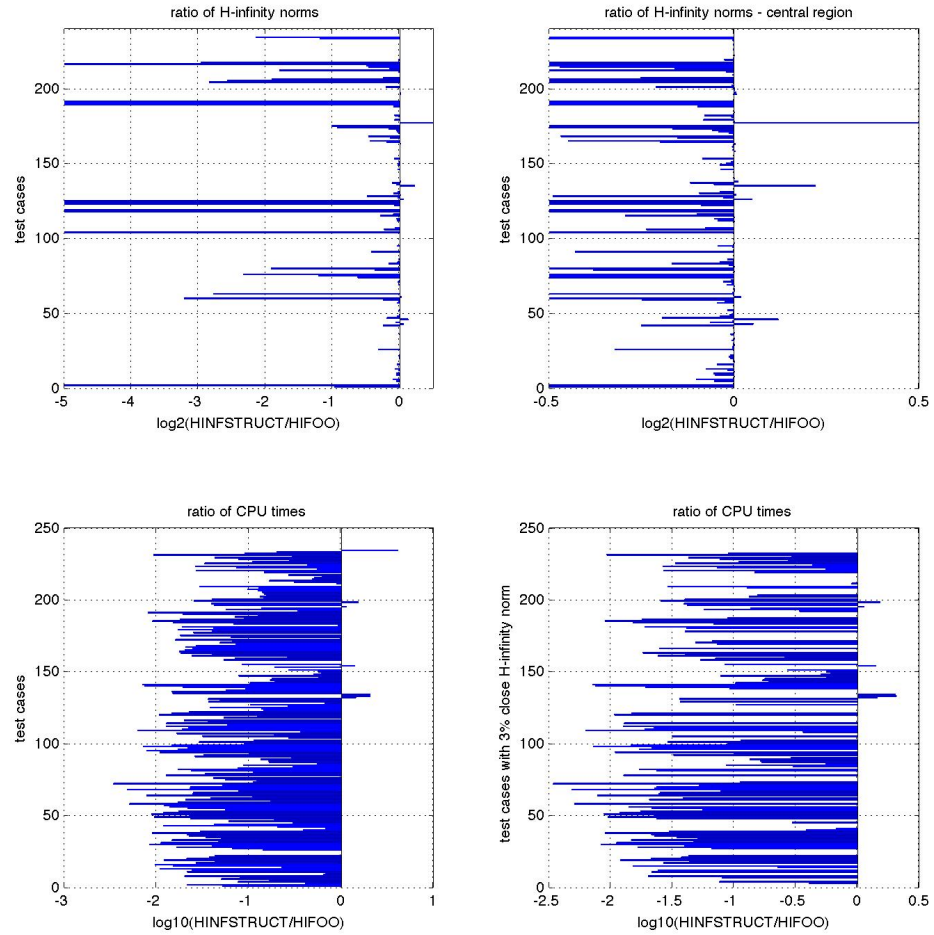 ratio of H-infinity norms
200
150
100
50
0
test cases
-5 -4 -3 -2 -1 0
log2(HINFSTRUCT/HIFOO)
ratio of H-infinity norms - central region
200
150
100
50
0
test cases
-0.5 0 0.5
log2(HINFSTRUCT/HIFOO)
ratio of CPU times
250
200
150
100
50
0
test cases
-3 -2 -1 0 1
log10(HINFSTRUCT/HIFOO)
ratio of CPU times
250
200
150
100
50
0
test cases with 3% close H-infinity norm
-2.5 -2 -1.5 -1 -0.5 0 0.5
log10(HINFSTRUCT/HIFOO)